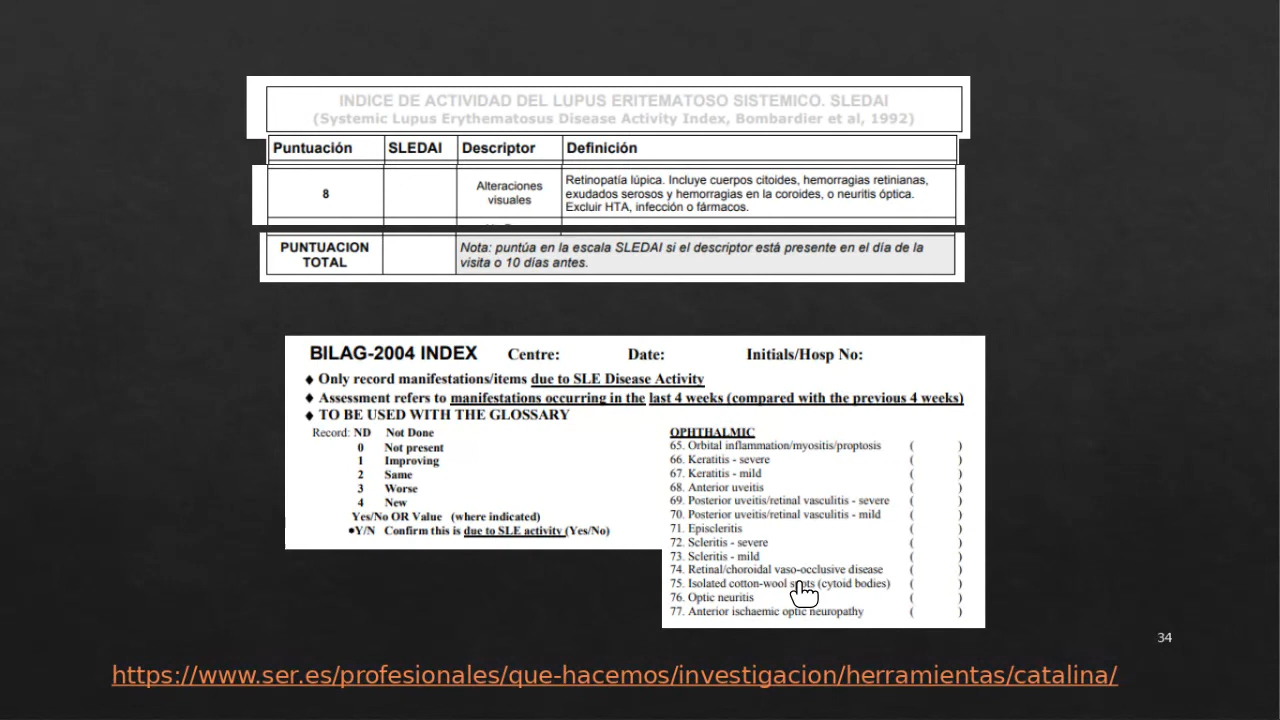 INDICE DE ACTIVIDAD DEL LUPUS ERITEMATOSO SISTEMICO. SLEDAI
(Systemic Lupus Erythematosus Disease Activity Index, Bombardier et al, 1992)
Puntuación SLEDAI Descriptor Definición
8 Alteraciones visuales Retinopatía lúpica. Incluye cuerpos citoides, hemorragias retinianas,
exudados serosos y hemorragias en la coroides, o neuritis óptica.
Excluir HTA, infección o fármacos.
PUNTUACION TOTAL Nota: puntúa en la escala SLEDAI si el descriptor está presente en el día de la
visita o 10 días antes.
BILAG-2004 INDEX Centre: Date: Initials/Hosp No:
♦ Only record manifestations/items due to SLE Disease Activity
♦ Assessment refers to manifestations occurring in the last 4 weeks (compared with the previous 4 weeks)
♦ TO BE USED WITH THE GLOSSARY
Record: ND Not Done
0 Not present
1 Improving
2 Same
3 Worse
4 New
Yes/No OR Value (where indicated)
●Y/N Confirm this is due to SLE activity (Yes/No)
OPHTHALMIC
65. Orbital inflammation/myositis/proptosis ( )
66. Keratitis - severe ( )
67. Keratitis - mild ( )
68. Anterior uveitis ( )
69. Posterior uveitis/retinal vasculitis - severe ( )
70. Posterior uveitis/retinal vasculitis - mild ( )
71. Episcleritis ( )
72. Scleritis - severe ( )
73. Scleritis - mild ( )
74. Retinal/choroidal vaso-occlusive disease ( )
75. Isolated cotton-wool spots (cytoid bodies) ( )
76. Optic neuritis ( )
77. Anterior ischaemic optic neuropathy ( )
34
https://www.ser.es/profesionales/que-hacemos/investigacion/herramientas/catalina/